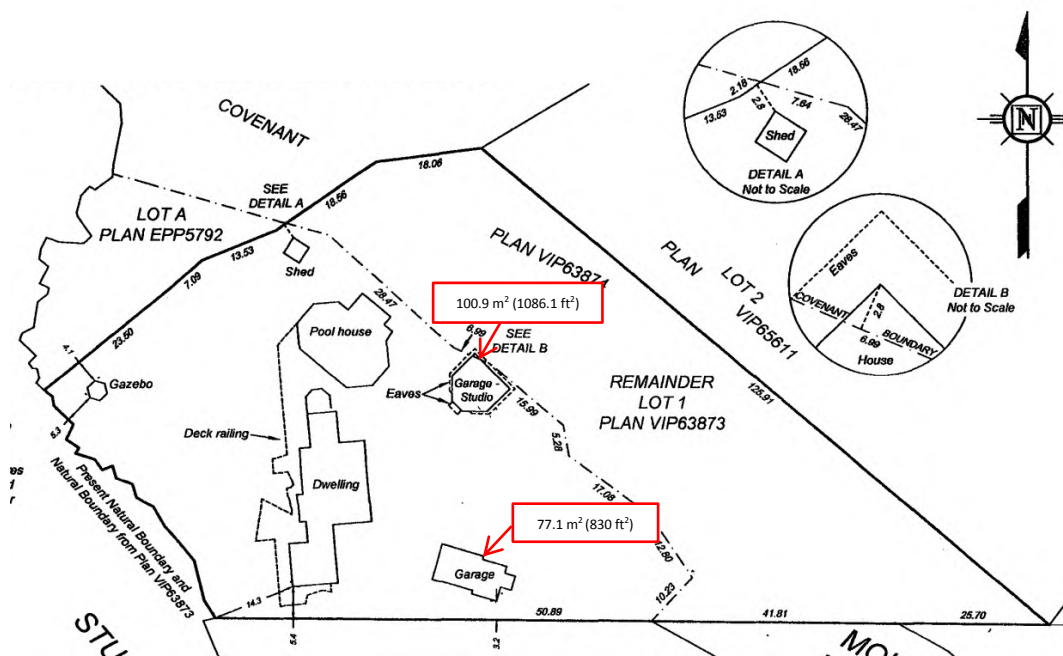 COVENANT
18.06
SEE
DETAIL A
18.56
LOT A
PLAN EPP5792
13.53
7.09
Shed
23.50
28.47
PLAN VIP63874
PLAN
LOT 2
VIP65611
100.9 m² (1086.1 ft²)
6.99
SEE
DETAIL B
Pool house
4.1
Gazebo
5.3
Eaves
Garage
Studio
15.99
REMAINDER
LOT 1
PLAN VIP63873
125.91
Deck railing
5.28
Dwelling
17.08
Present Natural Boundary and
Natural Boundary from Plan VIP63873
77.1 m² (830 ft²)
12.80
Garage
10.23
14.3
50.89
41.81
25.70
5.4
3.2
STU
MO
2.18
18.56
7.64
13.53
2.8
28.47
Shed
DETAIL A
Not to Scale
N
Eaves
DETAIL B
Not to Scale
COVENANT
2.8
6.99
BOUNDARY
House